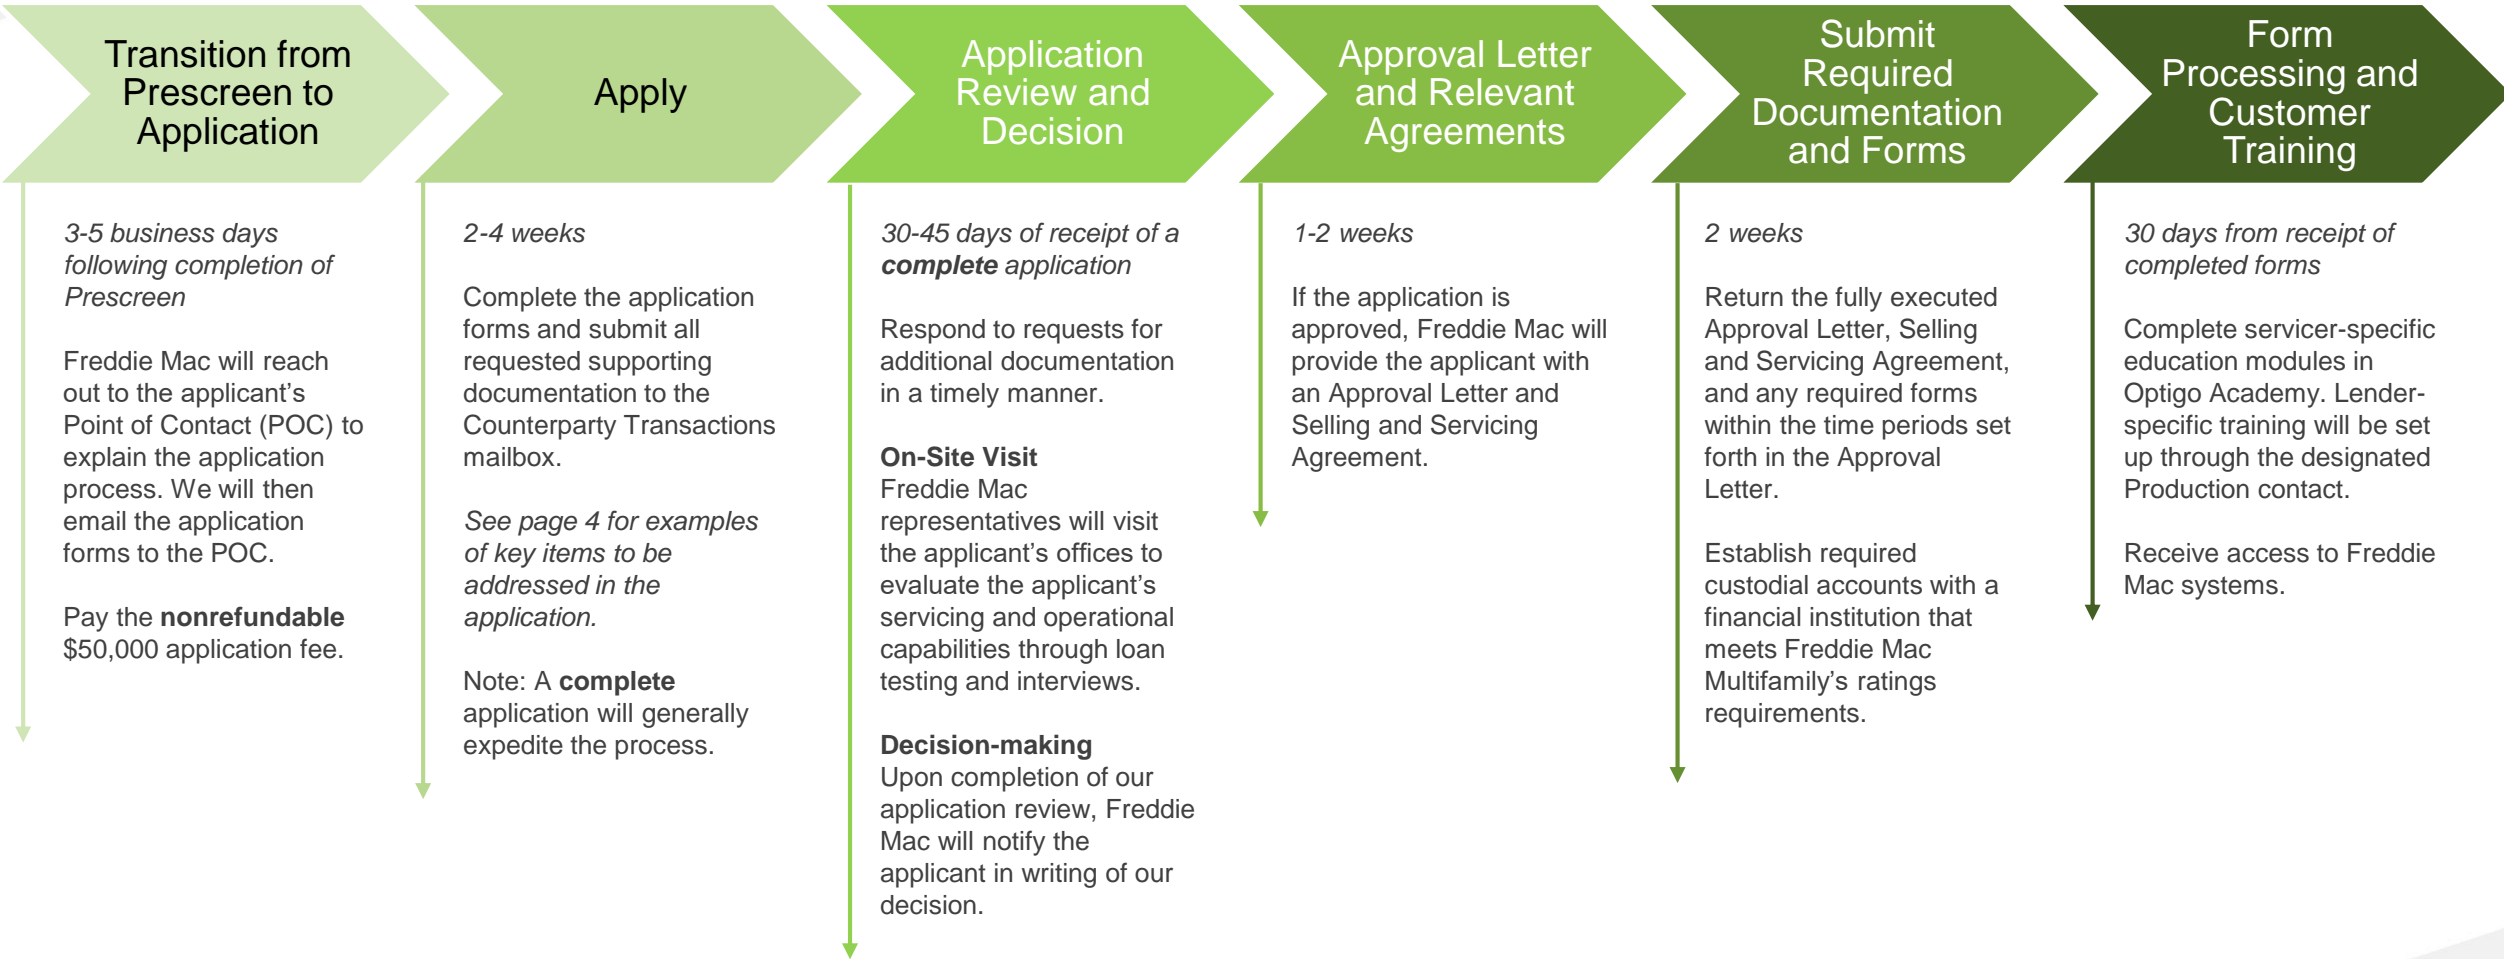 Transition from
Prescreen to
Application
3-5 business days
following completion of
Prescreen
Freddie Mac will reach
out to the applicant's
Point of Contact (POC) to
explain the application
process. We will then
email the application
forms to the POC.
Pay the nonrefundable
$50,000 application fee.
Apply
2-4 weeks
Complete the application
forms and submit all
requested supporting
documentation to the
Counterparty Transactions
mailbox.
See page 4 for examples
of key items to be
addressed in the
application.
Note: A complete
application will generally
expedite the process.
Application
Review and
Decision
30-45 days of receipt of a
complete application
Respond to requests for
additional documentation
in a timely manner.
On-Site Visit
Freddie Mac
representatives will visit
the applicant's offices to
evaluate the applicant's
servicing and operational
capabilities through loan
testing and interviews.
Decision-making
Upon completion of our
application review, Freddie
Mac will notify the
applicant in writing of our
decision.
Approval Letter
and Relevant
Agreements
1-2 weeks
If the application is
approved, Freddie Mac will
provide the applicant with
an Approval Letter and
Selling and Servicing
Agreement.
Submit
Required
Documentation
and Forms
2 weeks
Return the fully executed
Approval Letter, Selling
and Servicing Agreement,
and any required forms
within the time periods set
forth in the Approval
Letter.
Establish required
custodial accounts with a
financial institution that
meets Freddie Mac
Multifamily's ratings
requirements.
Form
Processing and
Customer
Training
30 days from receipt of
completed forms
Complete servicer-specific
education modules in
Optigo Academy. Lender-
specific training will be set
up through the designated
Production contact.
Receive access to Freddie
Mac systems.